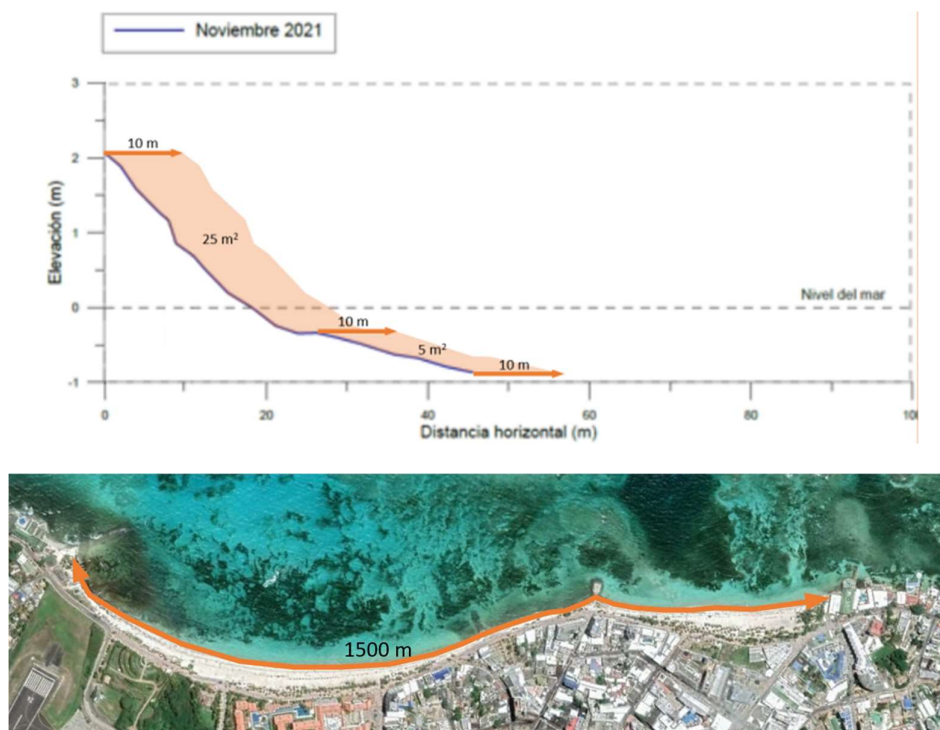 Noviembre 2021
3
2
1
0
-1
Elevación (m)
10 m
25 m²
Nivel del mar
10 m
5 m²
10 m
0
20
40
60
80
10
Distancia horizontal (m)
1500 m